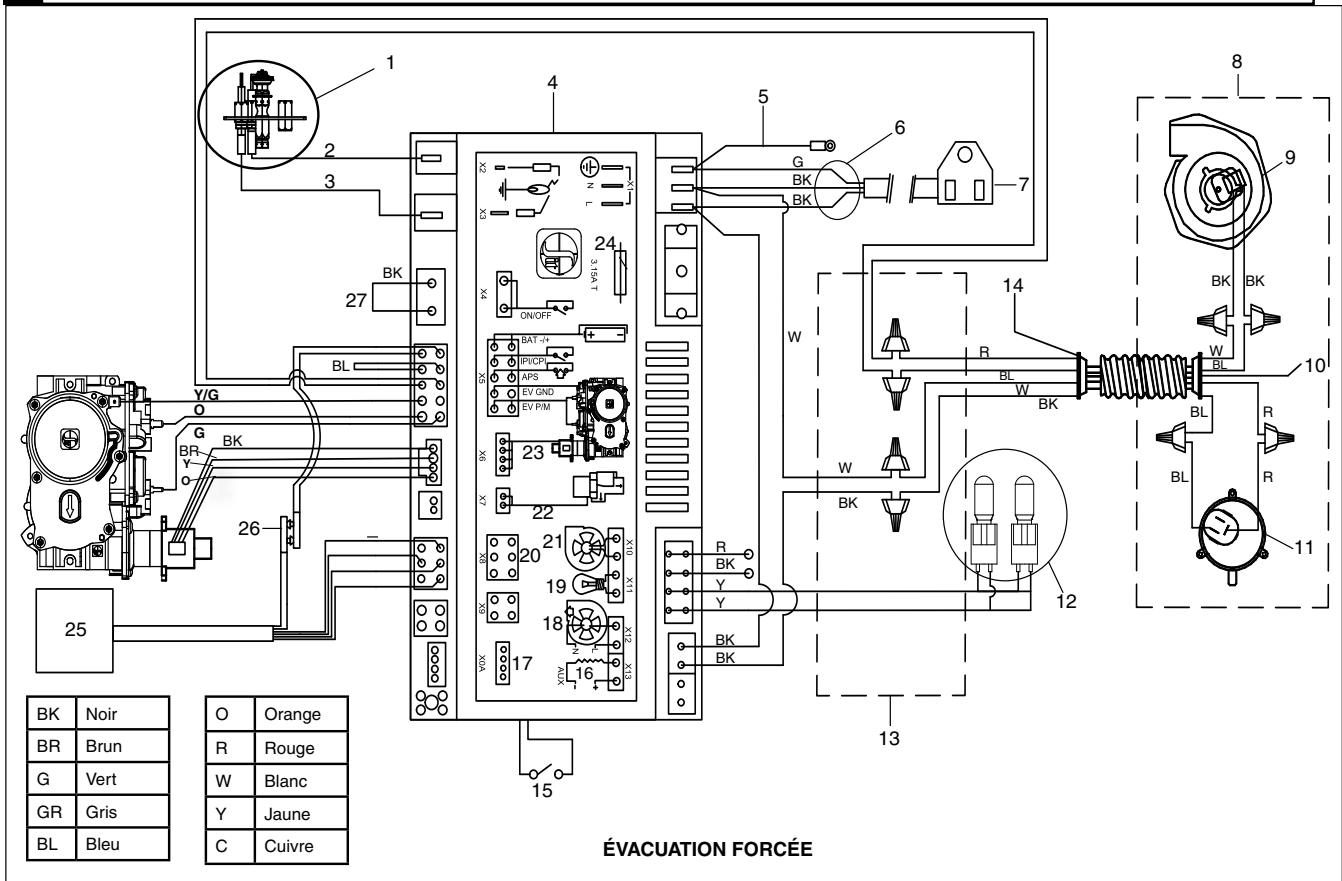 1
2
3
4
5
6
7
8
9
10
11
12
13
14
15
16
17
18
19
20
21
22
23
24
25
26
27
G
BK
BK
W
BK
BL
Y/G
O
G
BR
BK
Y
O
X2
X3
X4
X5
X6
X7
X8
X9
X0A
X1
N
L
3.15A T
ON/OFF
BAT -/+
IPI/CPI
APS
EV GND
EV P/M
X10
X11
X12
X13
N
L
AUX
- +
+ -
R
BK
Y
Y
BK
BK
W
BK
R
BL
W
BK
BK
BK
W
BL
BL
R
BL
R
BK Noir
BR Brun
G Vert
GR Gris
BL Bleu
O Orange
R Rouge
W Blanc
Y Jaune
C Cuivre
ÉVACUATION FORCÉE